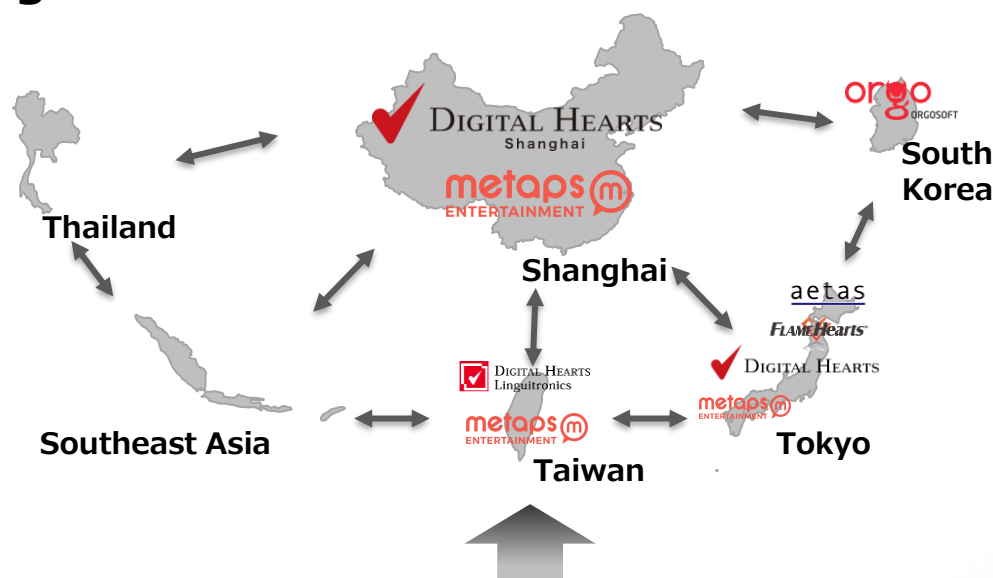 g
DIGITAL HEARTS
Shanghai
metaps m
ENTERTAINMENT
orgo
ORGOSOFT
South
Korea
Thailand
Shanghai
aetas
FLAMEHearts
DIGITAL HEARTS
metaps m
ENTERTAINMENT
DIGITAL HEARTS
Linguitronics
metaps m
ENTERTAINMENT
Southeast Asia
Taiwan
Tokyo